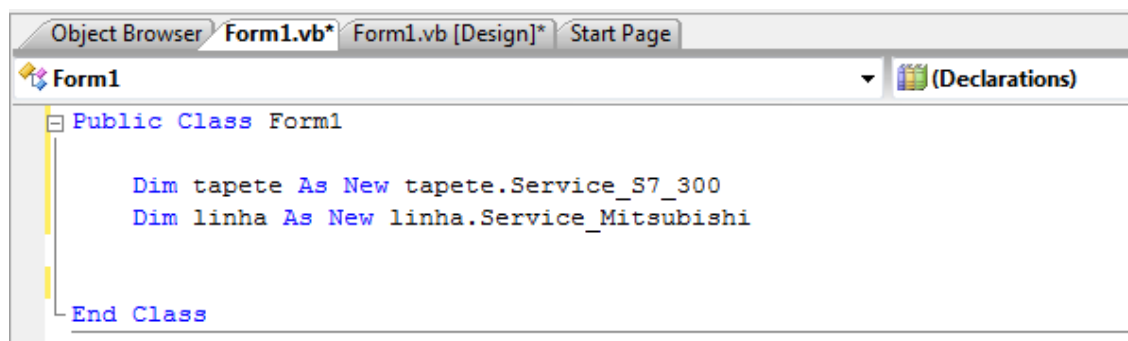 Object Browser Form1.vb* Form1.vb [Design]* Start Page
Form1 (Declarations)
Public Class Form1
Dim tapete As New tapete.Service_S7_300
Dim linha As New linha.Service_Mitsubishi
End Class